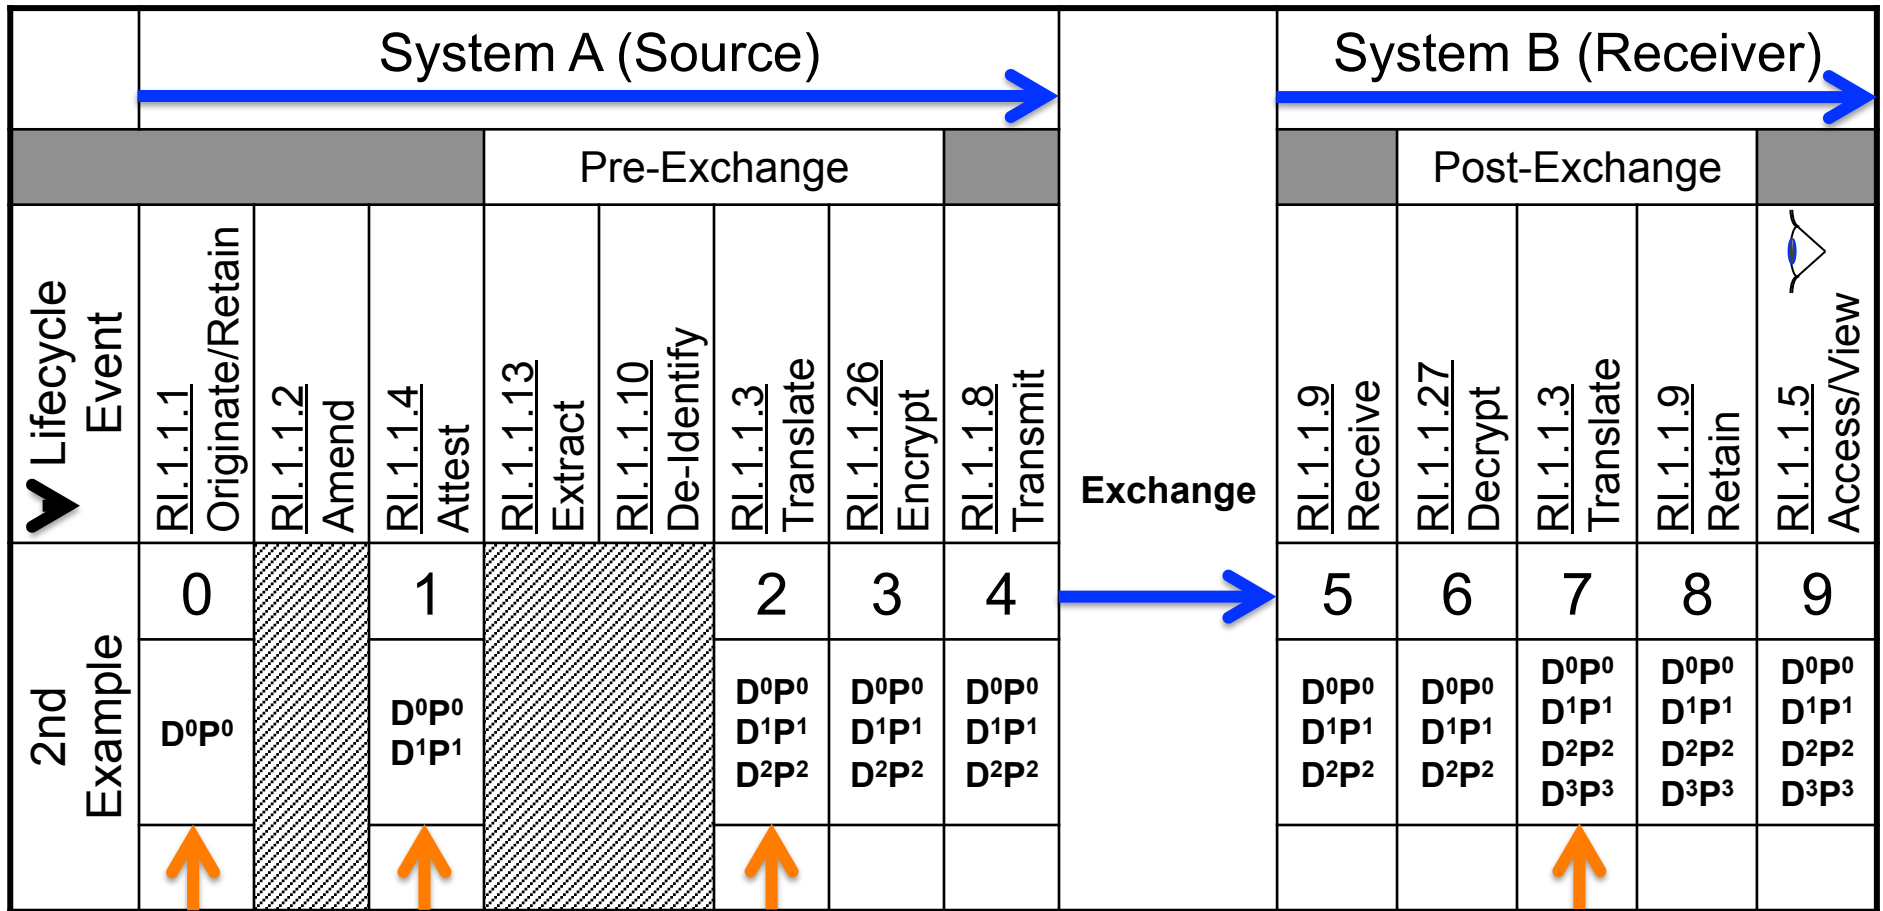 System A (Source)
System B (Receiver)
Pre-Exchange
Post-Exchange
Lifecycle
Event
RI.1.1.1
Originate/Retain
RI.1.1.2
Amend
RI.1.1.4
Attest
RI.1.1.13
Extract
RI.1.1.10
De-Identify
RI.1.1.3
Translate
RI.1.1.26
Encrypt
RI.1.1.8
Transmit
Exchange
RI.1.1.9
Receive
RI.1.1.27
Decrypt
RI.1.1.3
Translate
RI.1.1.9
Retain
RI.1.1.5
Access/View
2nd
Example
0
1
2
3
4
5
6
7
8
9
D⁰P⁰
D⁰P⁰
D¹P¹
D⁰P⁰
D¹P¹
D²P²
D⁰P⁰
D¹P¹
D²P²
D⁰P⁰
D¹P¹
D²P²
D⁰P⁰
D¹P¹
D²P²
D⁰P⁰
D¹P¹
D²P²
D⁰P⁰
D¹P¹
D²P²
D³P³
D⁰P⁰
D¹P¹
D²P²
D³P³
D⁰P⁰
D¹P¹
D²P²
D³P³